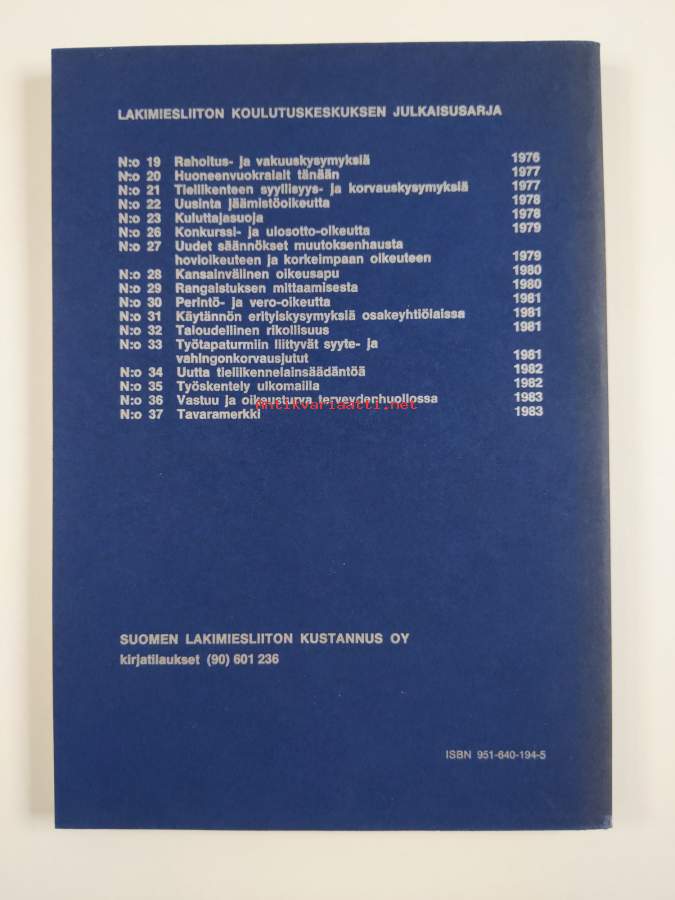 LAKIMIESLIITON KOULUTUSKESKUKSEN JULKAISUSARJA
N:o 19 Rahoitus- ja vakuuskysymyksiä 1976
N:o 20 Huoneenvuokralait tänään 1977
N:o 21 Tieliikenteen syyllisyys- ja korvauskysymyksiä 1977
N:o 22 Uusinta jäämistöoikeutta 1978
N:o 23 Kuluttajasuoja 1978
N:o 26 Konkurssi- ja ulosotto-oikeutta 1979
N:o 27 Uudet säännökset muutoksenhausta
hovioikeuteen ja korkeimpaan oikeuteen 1979
N:o 28 Kansainvälinen oikeusapu 1980
N:o 29 Rangaistuksen mittaamisesta 1980
N:o 30 Perintö- ja vero-oikeutta 1981
N:o 31 Käytännön erityiskysymyksiä osakeyhtiölaissa 1981
N:o 32 Taloudellinen rikollisuus 1981
N:o 33 Työtapaturmiin liittyvät syyte- ja
vahingonkorvausjutut 1981
N:o 34 Uutta tieliikennelainsäädäntöä 1982
N:o 35 Työskentely ulkomailla 1982
N:o 36 Vastuu ja oikeusturva terveydenhuollossa 1983
antikvariaatti.net
N:o 37 Tavaramerkki 1983
SUOMEN LAKIMIESLIITON KUSTANNUS OY
kirjatilaukset (90) 601 236
ISBN 951-640-194-5